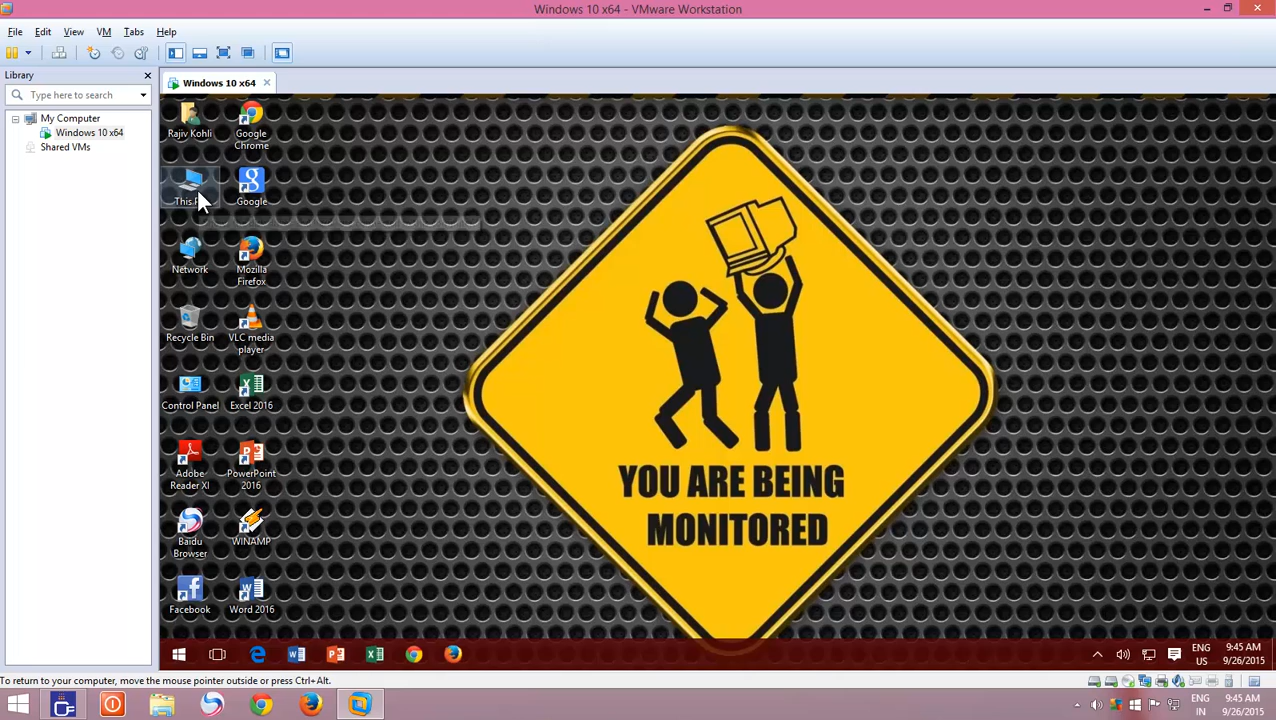 Windows 10 x64 - VMware Workstation
File Edit View VM Tabs Help
Library
Type here to search
My Computer
Windows 10 x64
Shared VMs
Windows 10 x64
Rajiv Kohli
Google
Chrome
This
Google
Network
Mozilla
Firefox
Recycle Bin
VLC media
player
Control Panel
Excel 2016
Adobe
Reader XI
PowerPoint
2016
Baidu
Browser
WINAMP
Facebook
Word 2016
YOU ARE BEING
MONITORED
ENG
US
9:45 AM
9/26/2015
To return to your computer, move the mouse pointer outside or press Ctrl+Alt.
ENG
IN
9:45 AM
9/26/2015